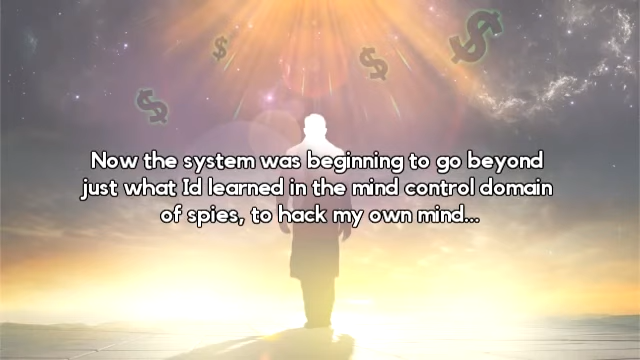 Now the system was beginning to go beyond
just what Id learned in the mind control domain
of spies, to hack my own mind...